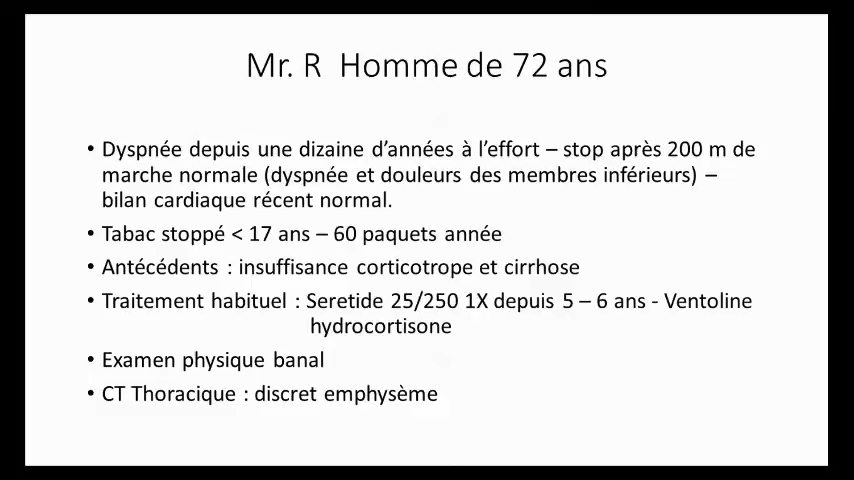 Mr. R Homme de 72 ans
• Dyspnée depuis une dizaine d'années à l'effort – stop après 200 m de
marche normale (dyspnée et douleurs des membres inférieurs) –
bilan cardiaque récent normal.
• Tabac stoppé < 17 ans – 60 paquets année
• Antécédents : insuffisance corticotrope et cirrhose
• Traitement habituel : Seretide 25/250 1X depuis 5 – 6 ans - Ventoline
hydrocortisone
• Examen physique banal
• CT Thoracique : discret emphysème